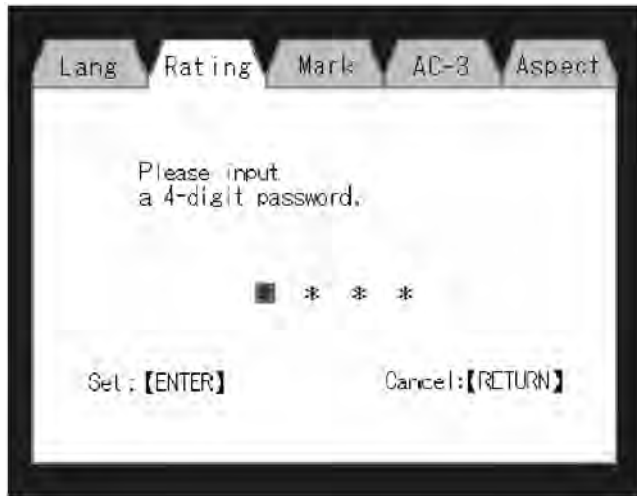 Lang Rating Mark AC-3 Aspect
Please input
a 4-digit password.
* * *
Set:【ENTER】 Cancel:【RETURN】